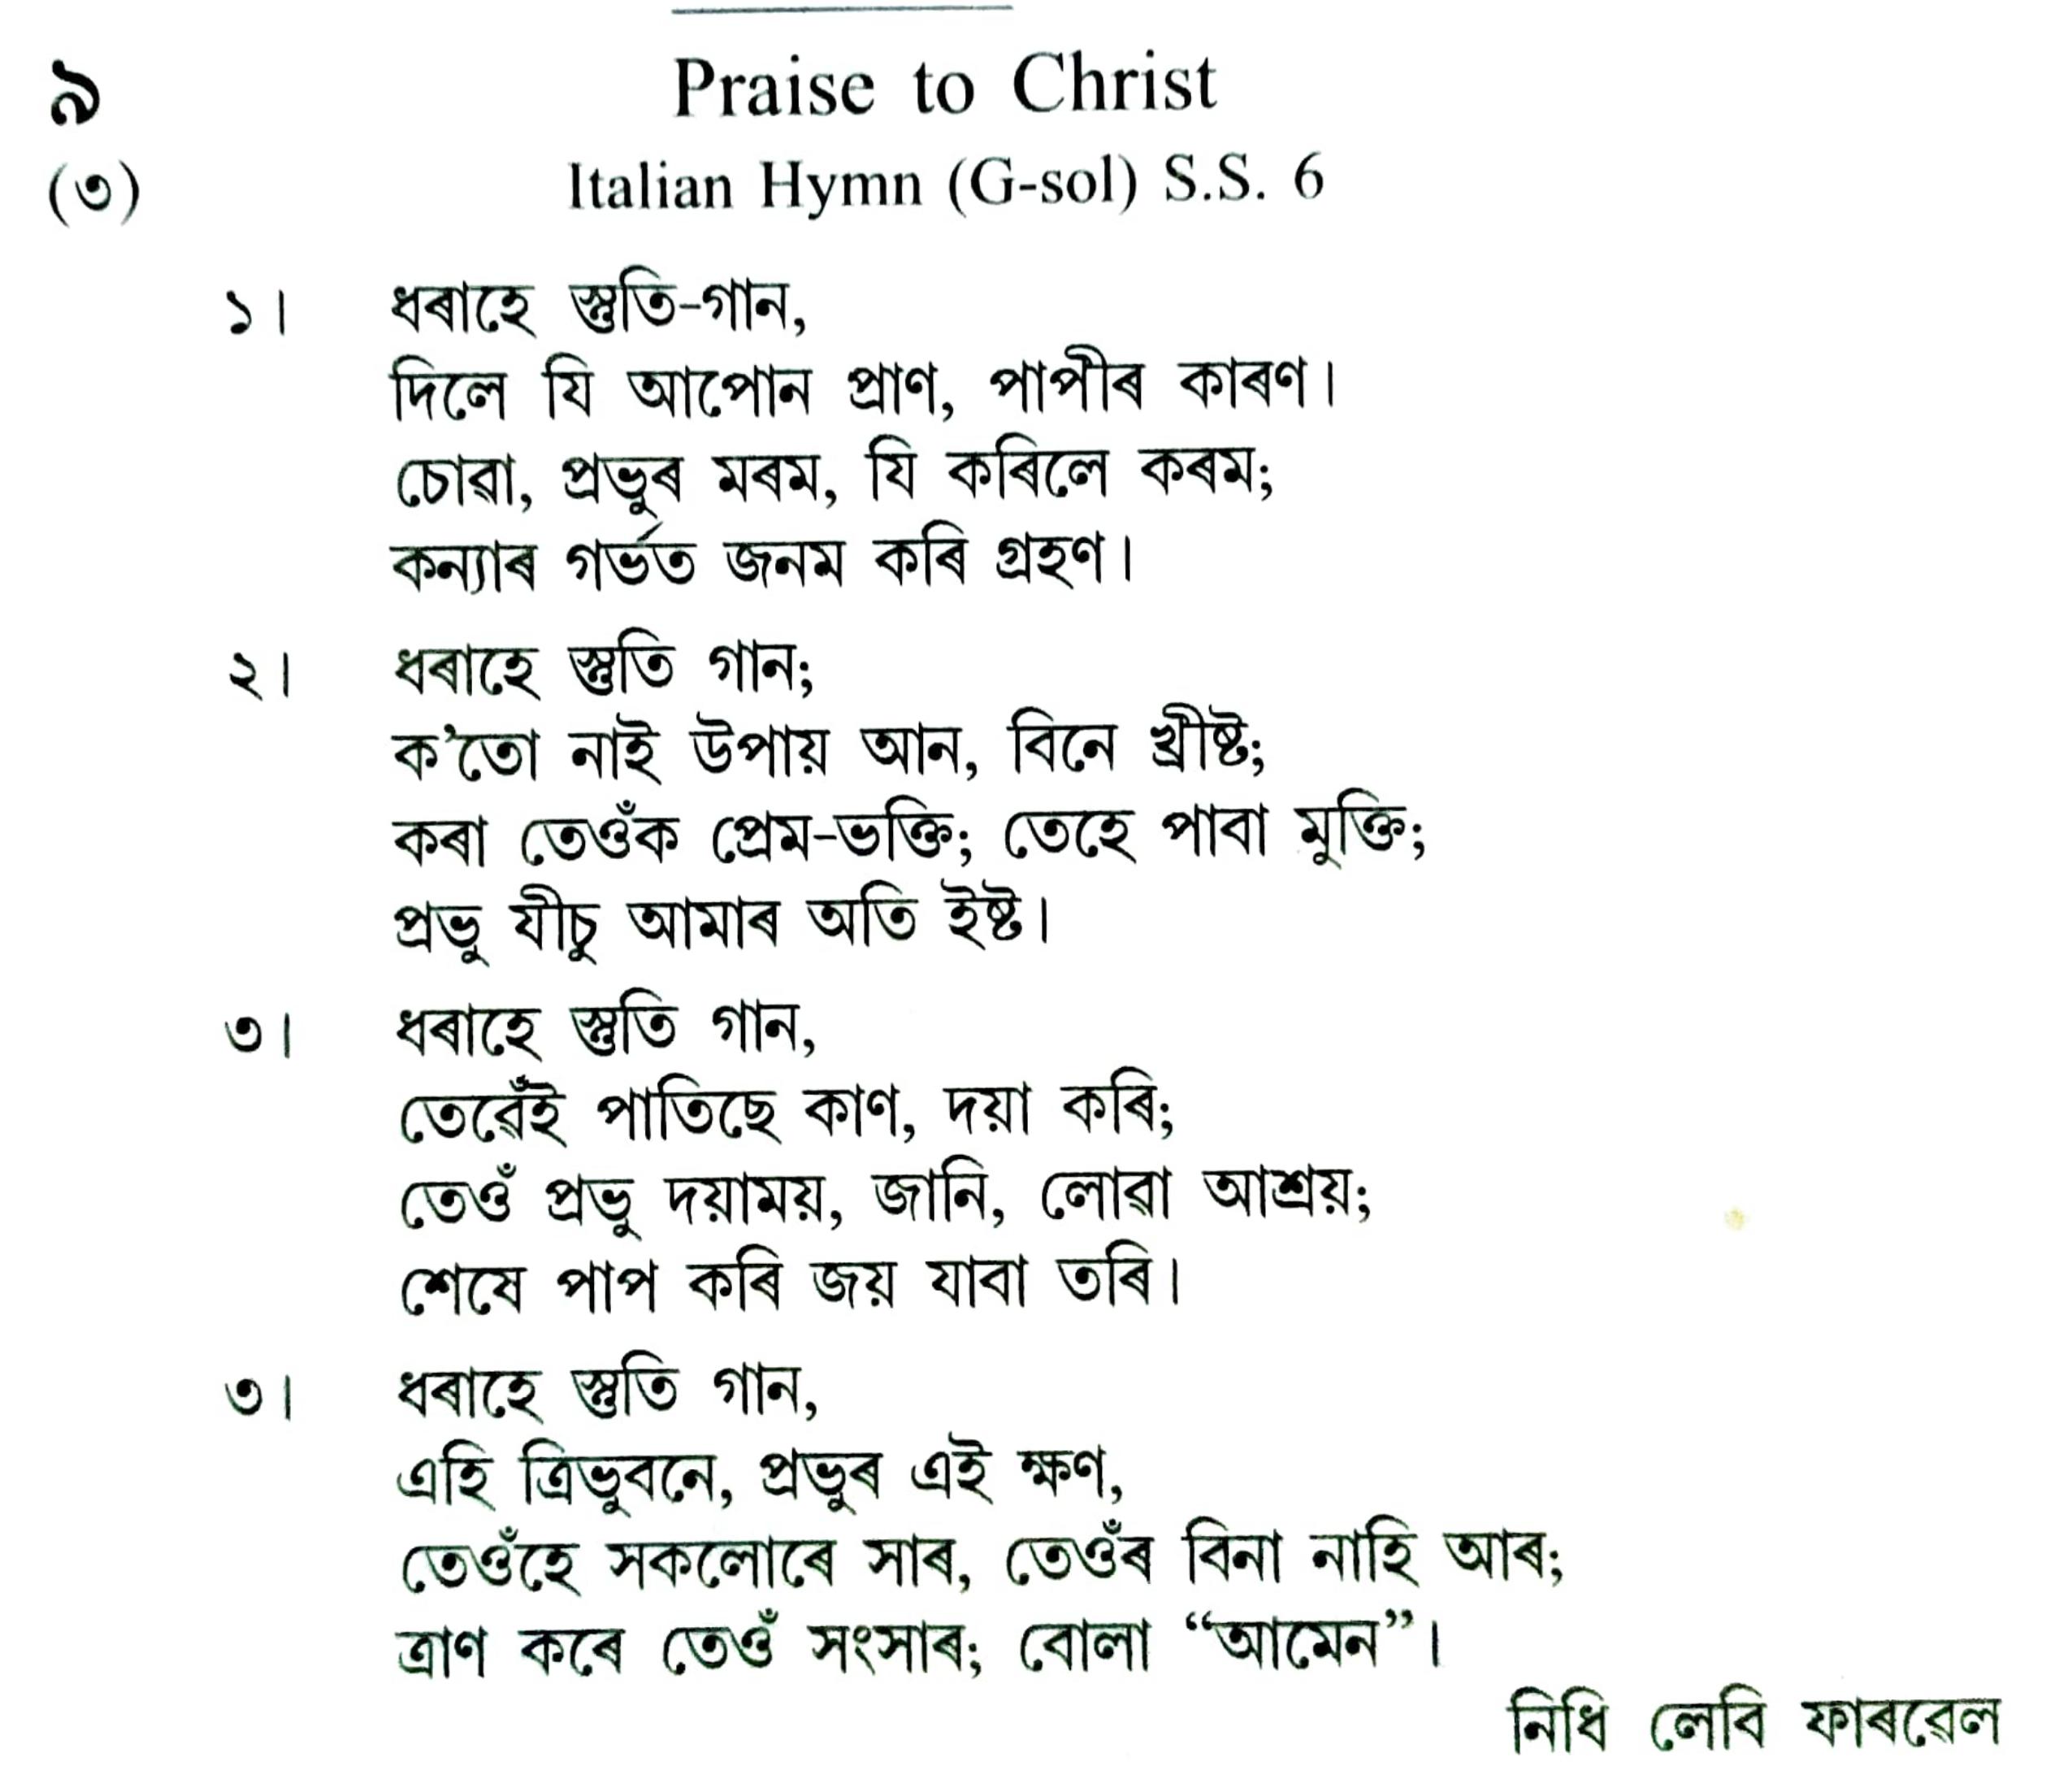 ৯
Praise to Christ
(৩)
Italian Hymn (G-sol) S.S. 6
১। ধৰাহে স্তুতি-গান,
দিলে যি আপোন প্ৰাণ, পাপীৰ কাৰণ।
চোৱা, প্ৰভুৰ মৰম, যি কৰিলে কৰম;
কন্যাৰ গৰ্ভত জনম কৰি গ্ৰহণ।
২। ধৰাহে স্তুতি গান;
ক’তো নাই উপায় আন, বিনে খ্ৰীষ্ট;
কৰা তেওঁক প্ৰেম-ভক্তি; তেহে পাবা মুক্তি;
প্ৰভু যীচু আমাৰ অতি ইষ্ট।
৩। ধৰাহে স্তুতি গান,
তেৱেঁই পাতিছে কাণ, দয়া কৰি;
তেওঁ প্ৰভু দয়াময়, জানি, লোৱা আশ্ৰয়;
শেষে পাপ কৰি জয় যাবা তৰি।
৩। ধৰাহে স্তুতি গান,
এহি ত্ৰিভুবনে, প্ৰভুৰ এই ক্ষণ,
তেওঁহে সকলোৰে সাৰ, তেওঁৰ বিনা নাহি আৰ;
ত্ৰাণ কৰে তেওঁ সংসাৰ; বোলা “আমেন”।
নিধি লেবি ফাৰৱেল